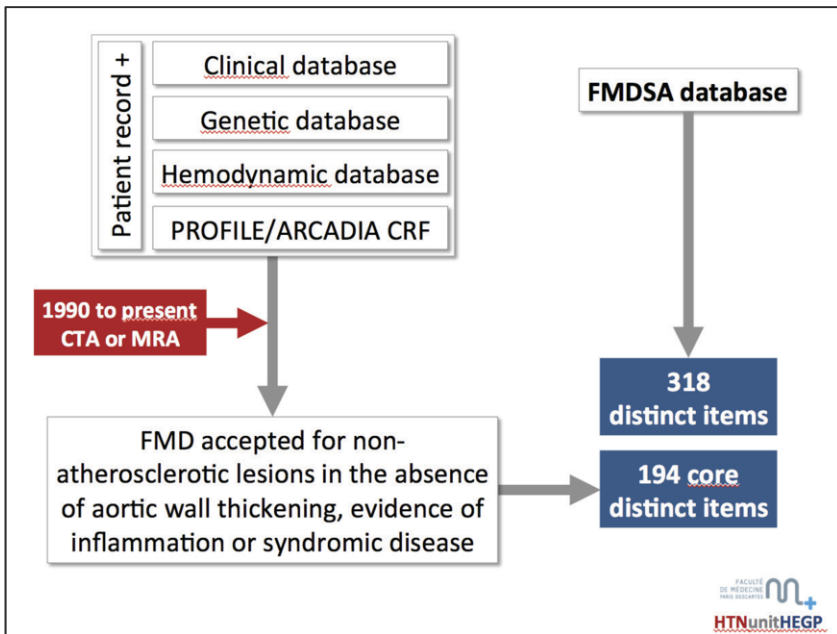 Patient record +
Clinical database
Genetic database
Hemodynamic database
PROFILE/ARCADIA CRF
FMDSA database
1990 to present
CTA or MRA
318
distinct items
FMD accepted for non-
atherosclerotic lesions in the absence
of aortic wall thickening, evidence of
inflammation or syndromic disease
194 core
distinct items
FACULTÉ
DE MÉDECINE
PARIS DESCARTES
HTNunitHEGP